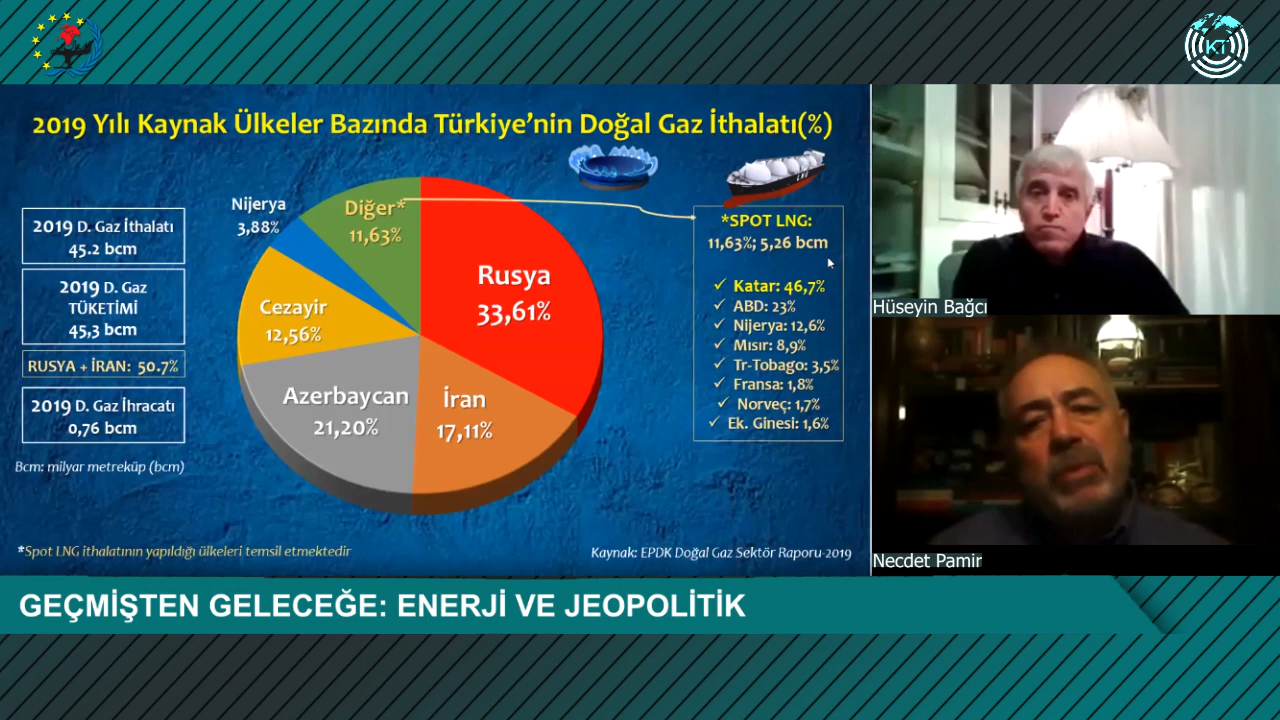 KT
2019 Yılı Kaynak Ülkeler Bazında Türkiye'nin Doğal Gaz İthalatı(%)
2019 D. Gaz İthalatı
45.2 bcm
2019 D. Gaz
TÜKETİMİ
45,3 bcm
RUSYA + İRAN: 50.7%
2019 D. Gaz İhracatı
0,76 bcm
Bcm: milyar metreküp (bcm)
Nijerya
3,88%
Diğer*
11,63%
Rusya
33,61%
Cezayir
12,56%
Azerbaycan
21,20%
İran
17,11%
LNG
*SPOT LNG:
11,63%; 5,26 bcm
✓ Katar: 46,7%
✓ ABD: 23%
✓ Nijerya: 12,6%
✓ Mısır: 8,9%
✓ Tr-Tobago: 3,5%
✓ Fransa: 1,8%
✓ Norveç: 1,7%
✓ Ek. Ginesi: 1,6%
*Spot LNG ithalatının yapıldığı ülkeleri temsil etmektedir
Kaynak: EPDK Doğal Gaz Sektör Raporu-2019
Hüseyin Bağcı
Necdet Pamir
GEÇMİŞTEN GELECEĞE: ENERJİ VE JEOPOLİTİK